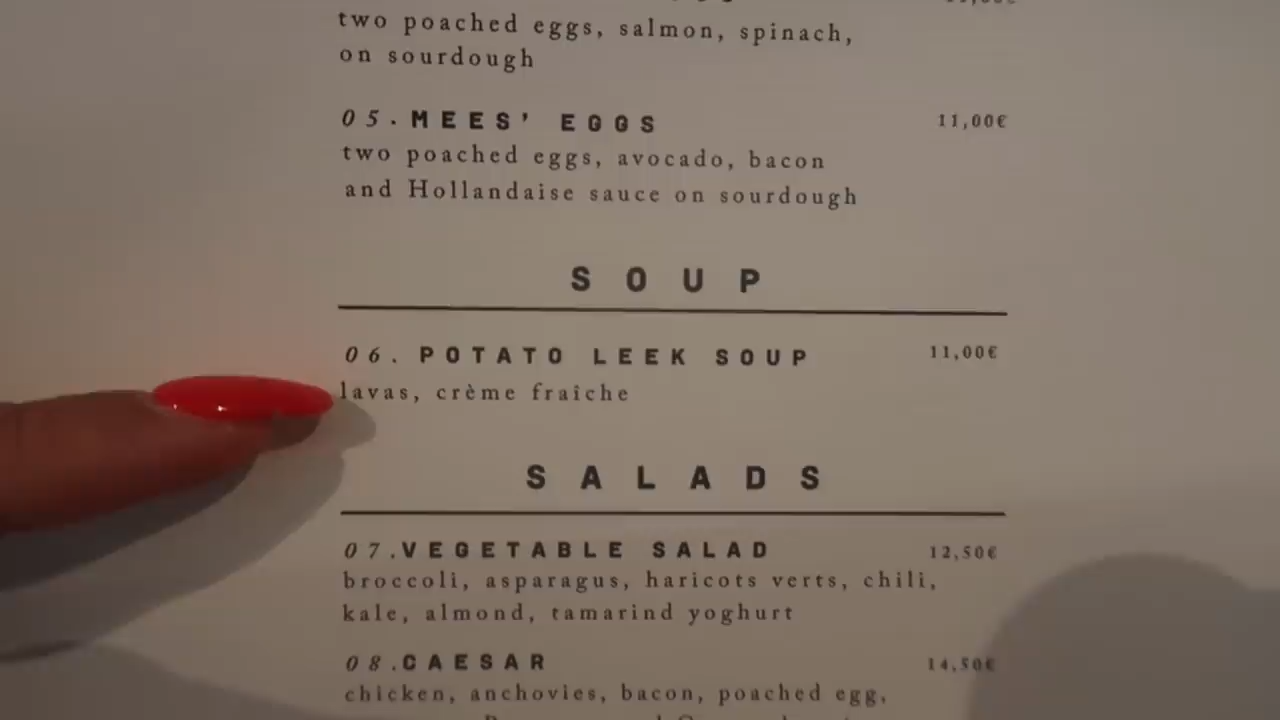 two poached eggs, salmon, spinach,
on sourdough
05. MEES' EGGS 11,00€
two poached eggs, avocado, bacon
and Hollandaise sauce on sourdough
SOUP
06. POTATO LEEK SOUP 11,00€
lavas, crème fraîche
SALADS
07. VEGETABLE SALAD 12,50€
broccoli, asparagus, haricots verts, chili,
kale, almond, tamarind yoghurt
08. CAESAR 14,50€
chicken, anchovies, bacon, poached egg,